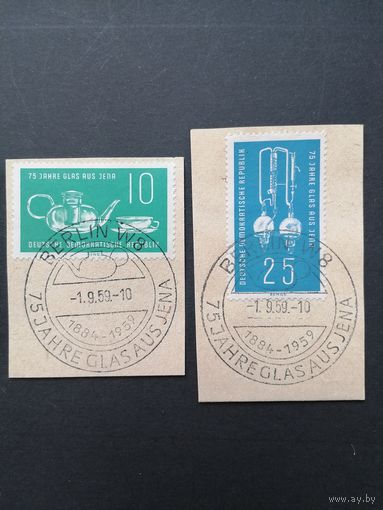 75 JAHRE GLAS AUS JENA
10
DEUTSCHE DEMOKRATISCHE REPUBLIK
BERLIN W8
-1.9.59.-10
1884-1959
75 JAHRE GLAS AUS JENA
DEUTSCHE DEMOKRATISCHE REPUBLIK
75 JAHRE GLAS AUS JENA
25
BERLIN W8
-1.9.59.-10
1884-1959
75 JAHRE GLAS AUS JENA
www.ay.by